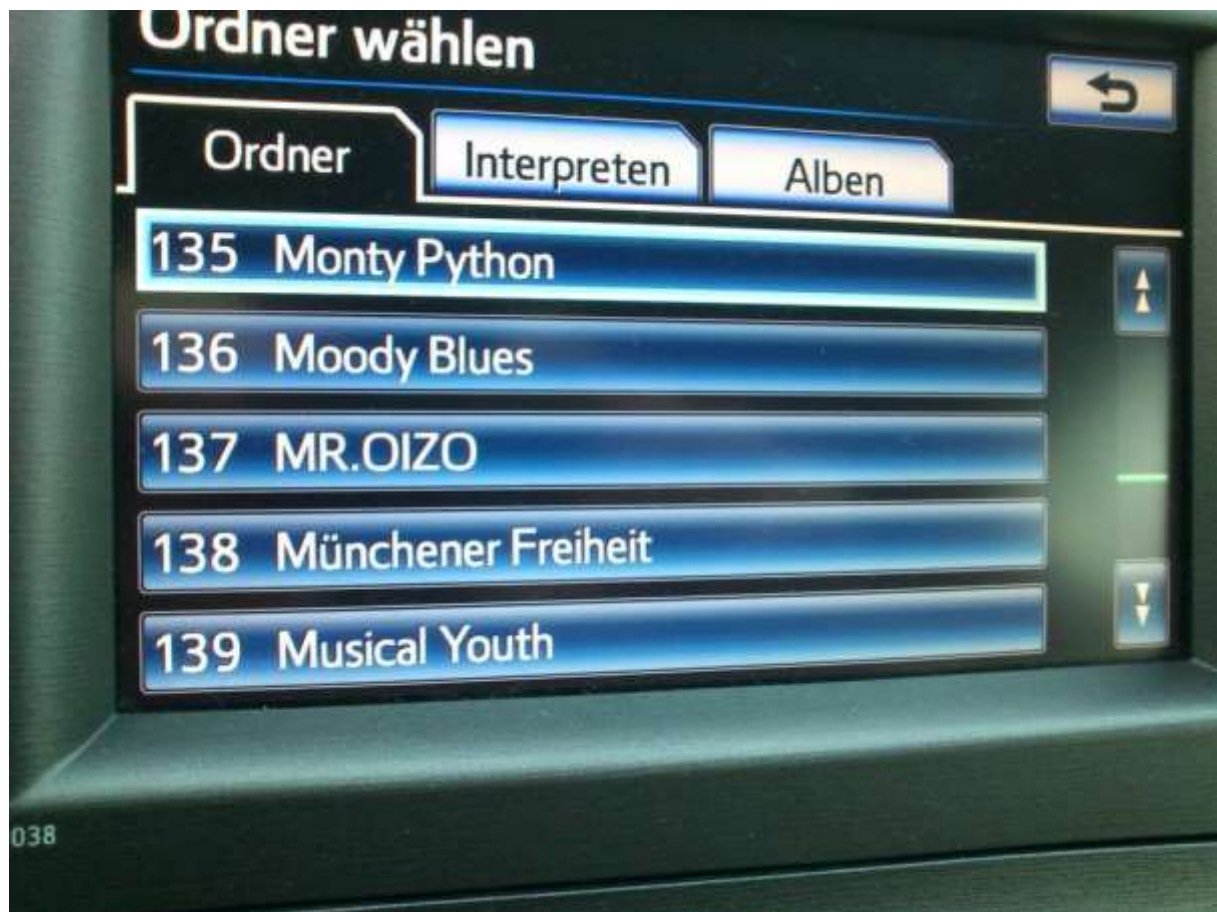 Ordner wählen
Ordner Interpreten Alben
135 Monty Python
136 Moody Blues
137 MR.OIZO
138 Münchener Freiheit
139 Musical Youth
038